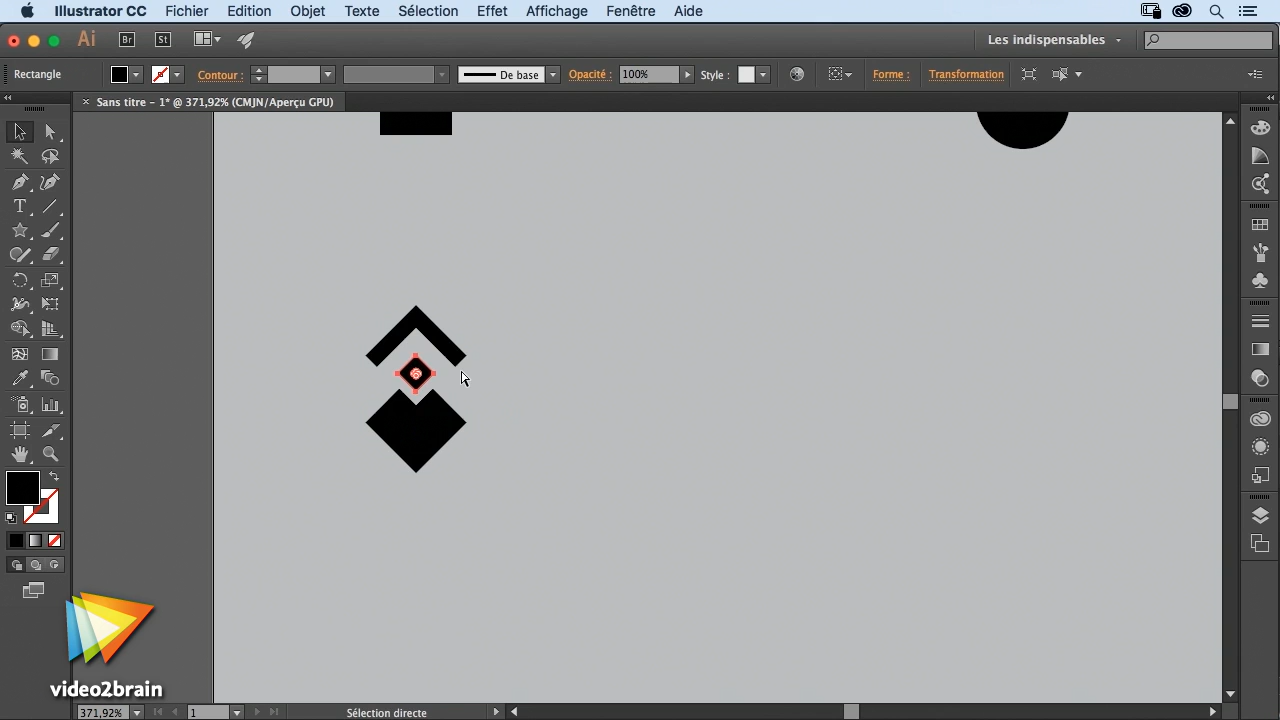 Illustrator CC Fichier Edition Objet Texte Sélection Effet Affichage Fenêtre Aide
Ai Br St Les indispensables
Rectangle Contour : De base Opacité : 100% Style : Forme : Transformation
× Sans titre - 1* @ 371,92% (CMJN/Aperçu GPU)
T
video2brain
371,92% 1 Sélection directe